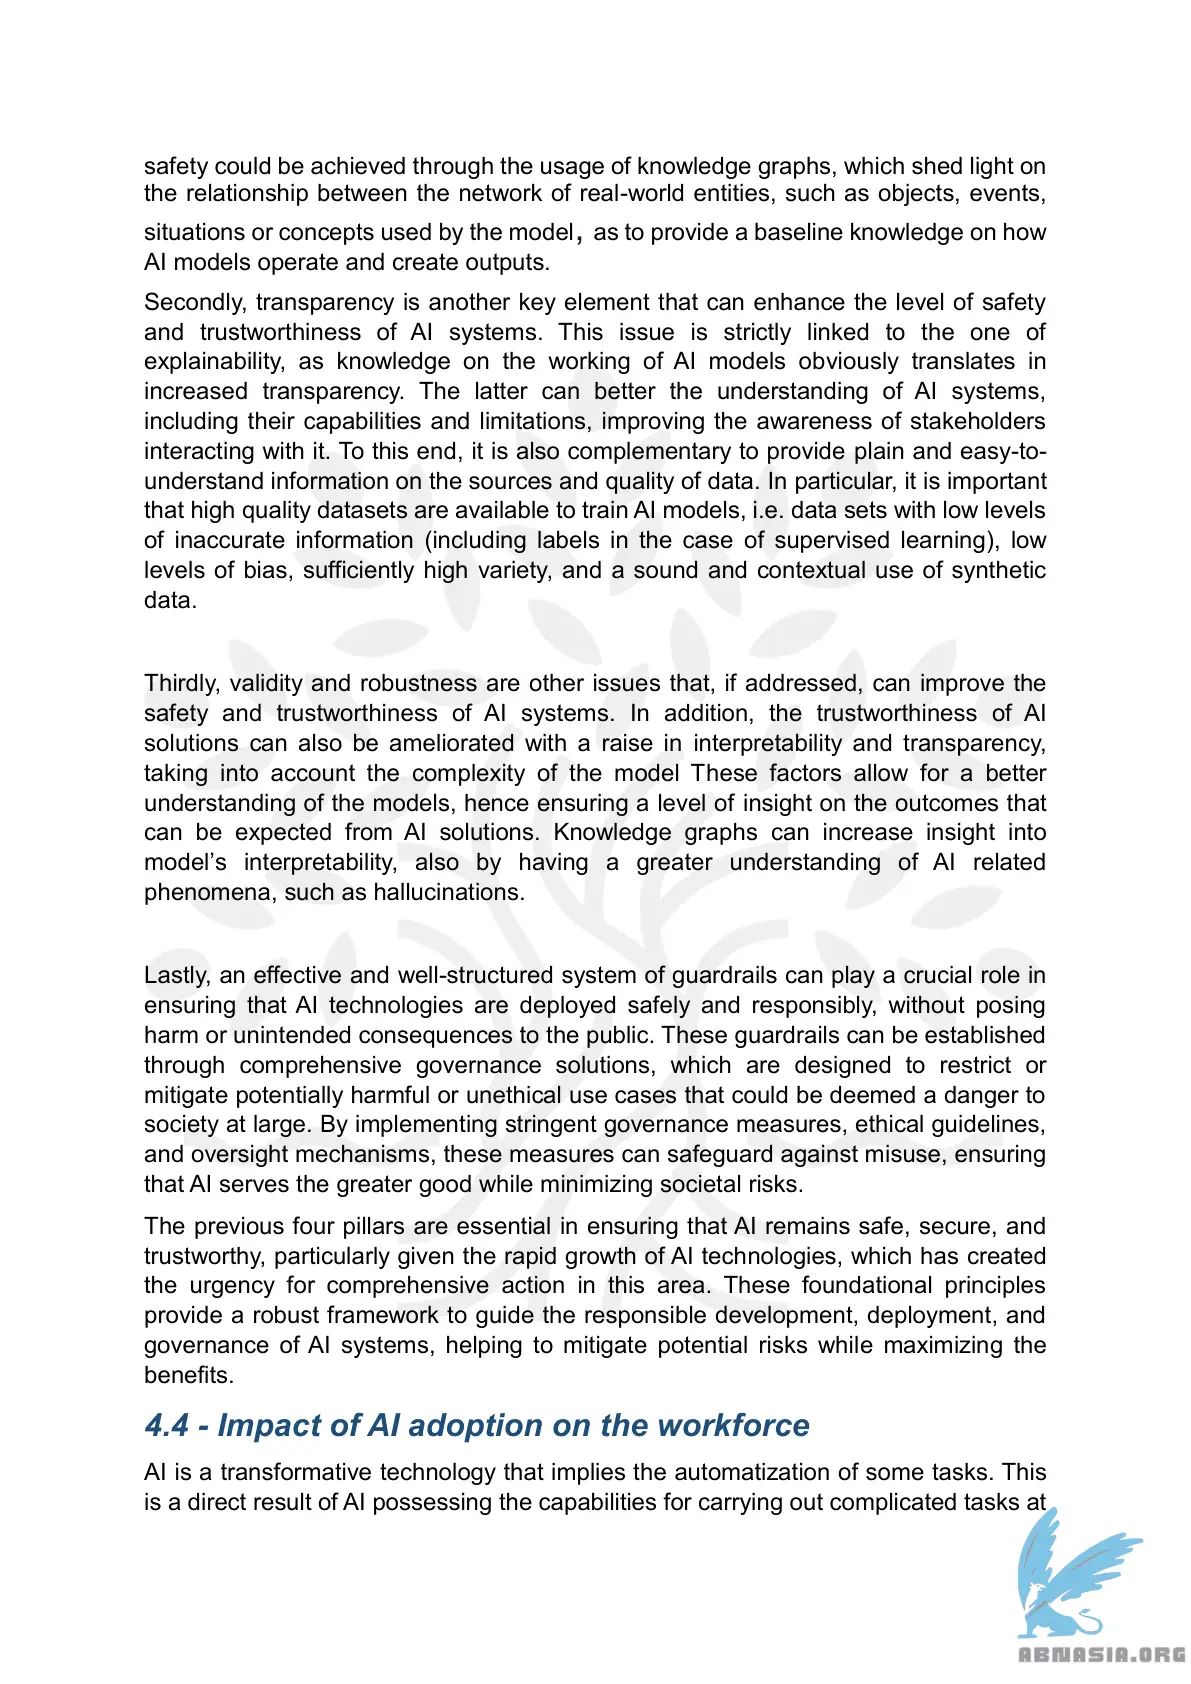 safety could be achieved through the usage of knowledge graphs, which shed light on
the relationship between the network of real-world entities, such as objects, events,
situations or concepts used by the model， as to provide a baseline knowledge on how
AI models operate and create outputs.
Secondly, transparency is another key element that can enhance the level of safety
and trustworthiness of AI systems. This issue is strictly linked to the one of
explainability, as knowledge on the working of AI models obviously translates in
increased transparency. The latter can better the understanding of AI systems,
including their capabilities and limitations, improving the awareness of stakeholders
interacting with it. To this end, it is also complementary to provide plain and easy-to-
understand information on the sources and quality of data. In particular, it is important
that high quality datasets are available to train AI models, i.e. data sets with low levels
of inaccurate information (including labels in the case of supervised learning), low
levels of bias, sufficiently high variety, and a sound and contextual use of synthetic
data.
Thirdly, validity and robustness are other issues that, if addressed, can improve the
safety and trustworthiness of AI systems. In addition, the trustworthiness of AI
solutions can also be ameliorated with a raise in interpretability and transparency,
taking into account the complexity of the model These factors allow for a better
understanding of the models, hence ensuring a level of insight on the outcomes that
can be expected from AI solutions. Knowledge graphs can increase insight into
model’s interpretability, also by having a greater understanding of AI related
phenomena, such as hallucinations.
Lastly, an effective and well-structured system of guardrails can play a crucial role in
ensuring that AI technologies are deployed safely and responsibly, without posing
harm or unintended consequences to the public. These guardrails can be established
through comprehensive governance solutions, which are designed to restrict or
mitigate potentially harmful or unethical use cases that could be deemed a danger to
society at large. By implementing stringent governance measures, ethical guidelines,
and oversight mechanisms, these measures can safeguard against misuse, ensuring
that AI serves the greater good while minimizing societal risks.
The previous four pillars are essential in ensuring that AI remains safe, secure, and
trustworthy, particularly given the rapid growth of AI technologies, which has created
the urgency for comprehensive action in this area. These foundational principles
provide a robust framework to guide the responsible development, deployment, and
governance of AI systems, helping to mitigate potential risks while maximizing the
benefits.
4.4 - Impact of AI adoption on the workforce
AI is a transformative technology that implies the automatization of some tasks. This
is a direct result of AI possessing the capabilities for carrying out complicated tasks at
ABNASIA.ORG